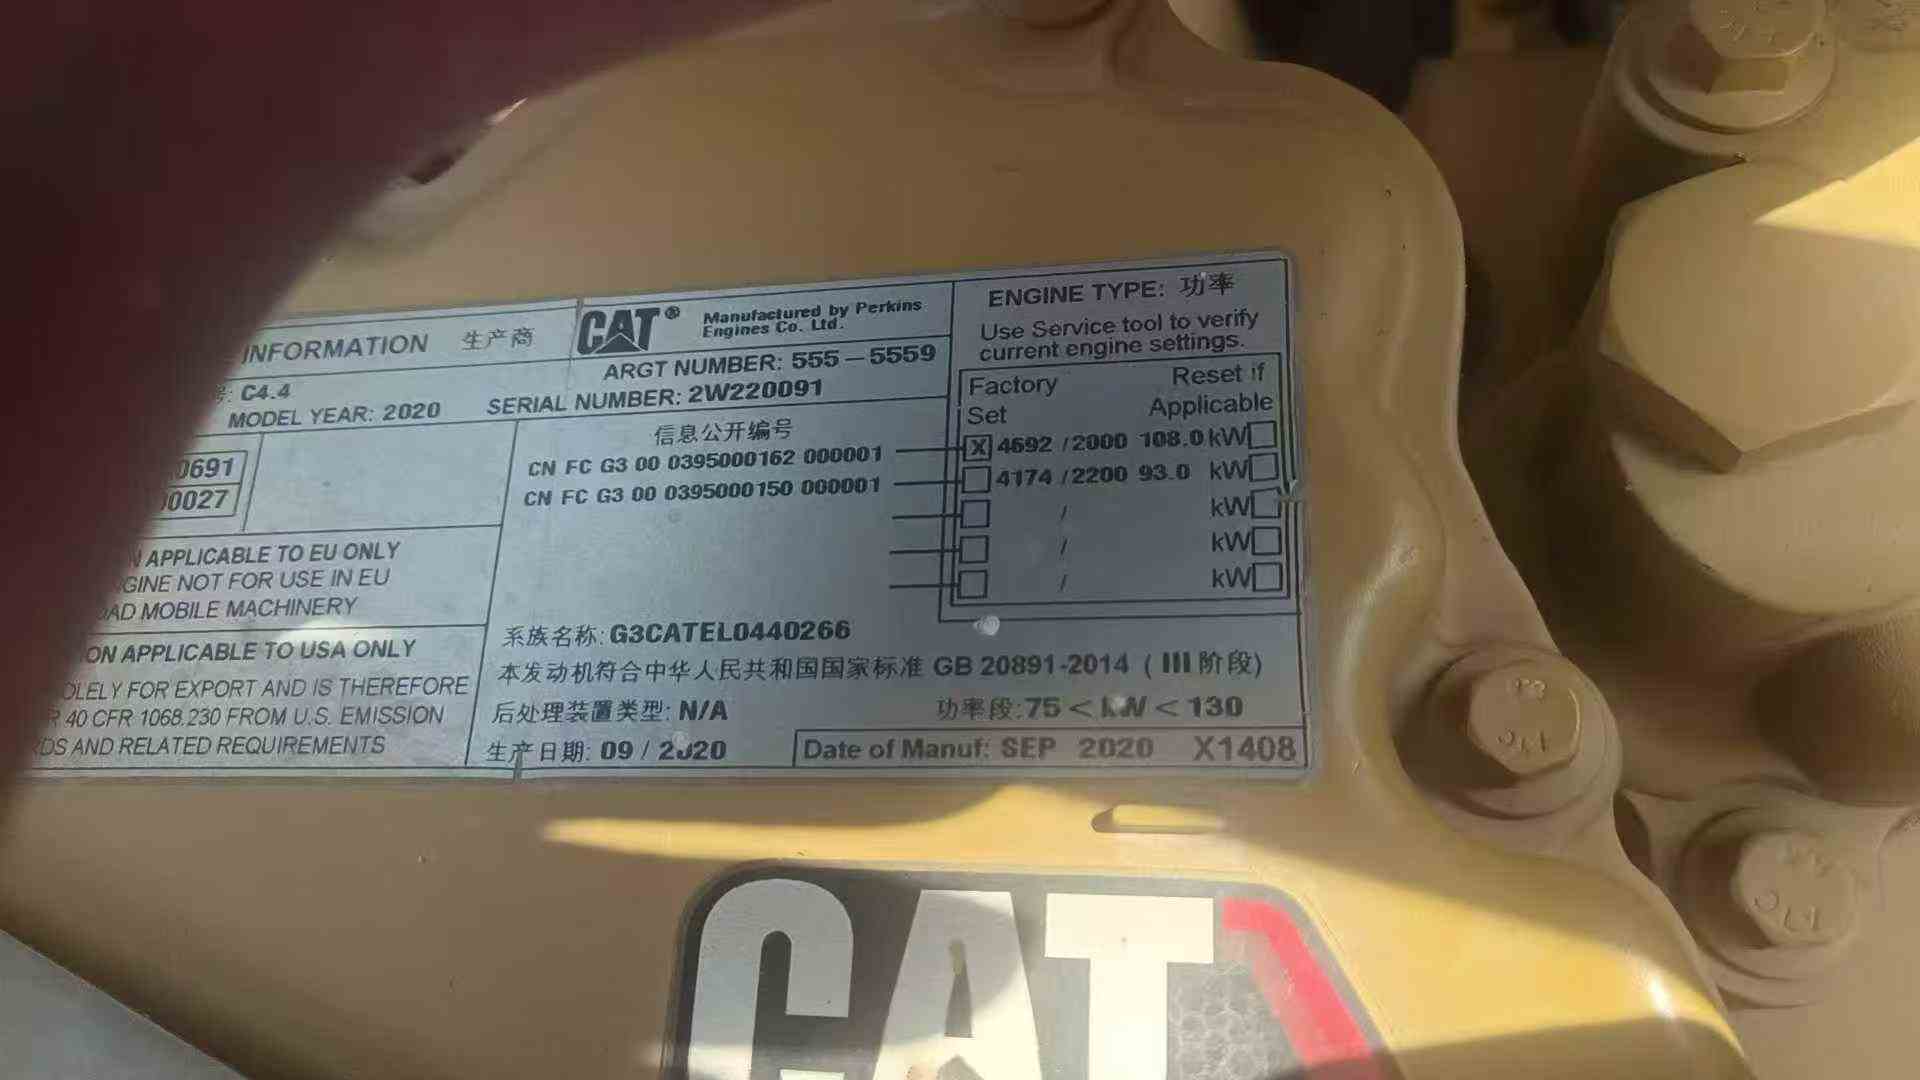 INFORMATION 生产商
CAT® Manufactured by Perkins
Engines Co. Ltd.
号: C4.4
ARGT NUMBER: 555-5559
MODEL YEAR: 2020 SERIAL NUMBER: 2W220091
0691
0027
信息公开编号
CN FC G3 00 0395000162 000001
CN FC G3 00 0395000150 000001
ENGINE TYPE: 功率
Use Service tool to verify
current engine settings.
Factory Reset if
Set Applicable
X 4692 /2000 108.0 kW
4174 /2200 93.0 kW
/ kW
/ kW
/ kW
N APPLICABLE TO EU ONLY
GINE NOT FOR USE IN EU
OAD MOBILE MACHINERY
ON APPLICABLE TO USA ONLY
OLELY FOR EXPORT AND IS THEREFORE
R 40 CFR 1068.230 FROM U.S. EMISSION
RDS AND RELATED REQUIREMENTS
系族名称: G3CATEL0440266
本发动机符合中华人民共和国国家标准 GB 20891-2014 ( III 阶段)
后处理装置类型: N/A 功率段: 75 < kW < 130
生产日期: 09 / 2020 Date of Manuf: SEP 2020 X1408
CAT